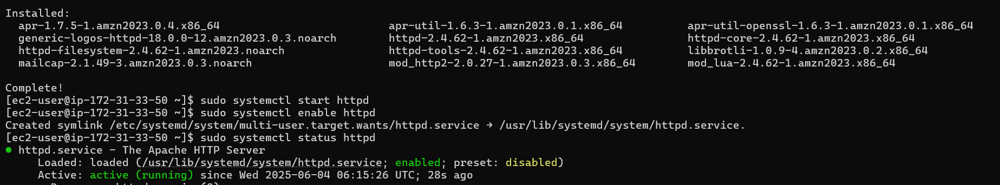 Installed:
apr-1.7.5-1.amzn2023.0.4.x86_64 apr-util-1.6.3-1.amzn2023.0.1.x86_64 apr-util-openssl-1.6.3-1.amzn2023.0.1.x86_64
generic-logos-httpd-18.0.0-12.amzn2023.0.3.noarch httpd-2.4.62-1.amzn2023.x86_64 httpd-core-2.4.62-1.amzn2023.x86_64
httpd-filesystem-2.4.62-1.amzn2023.noarch httpd-tools-2.4.62-1.amzn2023.x86_64 libbrotli-1.0.9-4.amzn2023.0.2.x86_64
mailcap-2.1.49-3.amzn2023.0.3.noarch mod_http2-2.0.27-1.amzn2023.0.3.x86_64 mod_lua-2.4.62-1.amzn2023.x86_64
Complete!
[ec2-user@ip-172-31-33-50 ~]$ sudo systemctl start httpd
[ec2-user@ip-172-31-33-50 ~]$ sudo systemctl enable httpd
Created symlink /etc/systemd/system/multi-user.target.wants/httpd.service → /usr/lib/systemd/system/httpd.service.
[ec2-user@ip-172-31-33-50 ~]$ sudo systemctl status httpd
● httpd.service - The Apache HTTP Server
Loaded: loaded (/usr/lib/systemd/system/httpd.service; enabled; preset: disabled)
Active: active (running) since Wed 2025-06-04 06:15:26 UTC; 28s ago